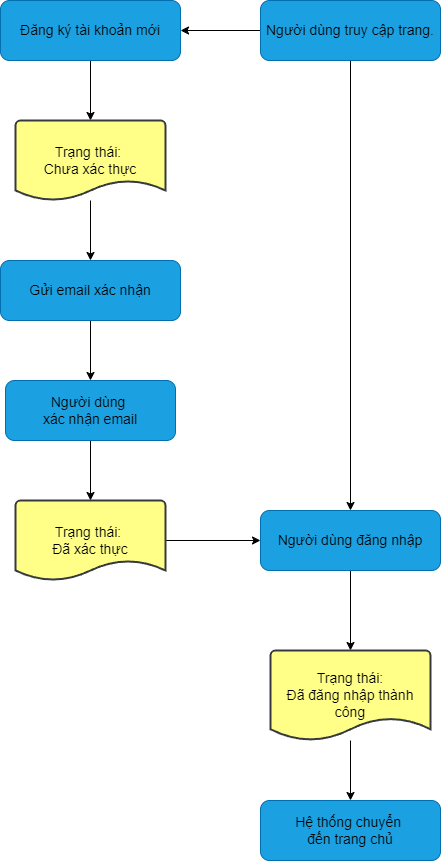 Đăng ký tài khoản mới
Người dùng truy cập trang.
Trạng thái:
Chưa xác thực
Gửi email xác nhận
Người dùng
xác nhận email
Trạng thái:
Đã xác thực
Người dùng đăng nhập
Trạng thái:
Đã đăng nhập thành
công
Hệ thống chuyển
đến trang chủ